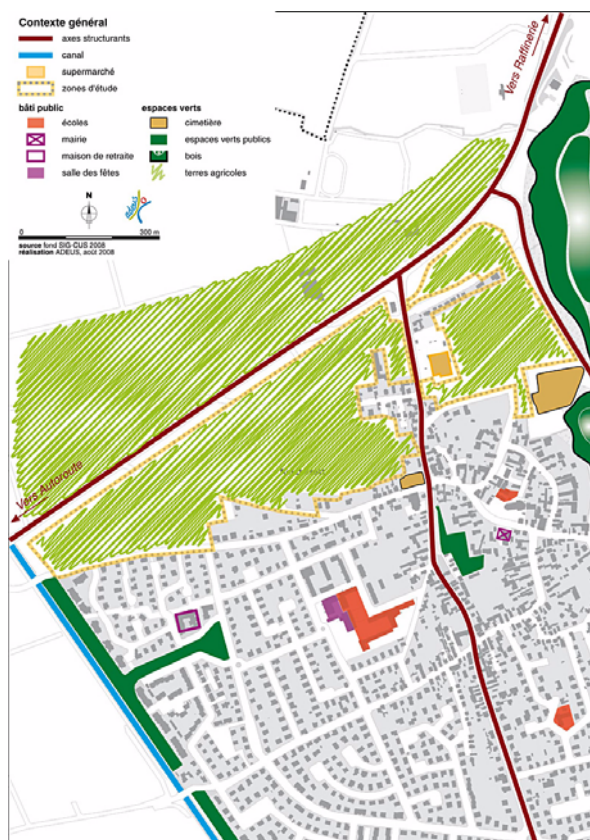 Contexte général
axes structurants
canal
supermarché
zones d'étude
bâti public
écoles
mairie
maison de retraite
salle des fêtes
espaces verts
cimetière
espaces verts publics
bois
terres agricoles
N
adeus
0 300 m
source fond SIG-CUS 2008
réalisation ADEUS, août 2008
Vers Raffinerie
Vers Autoroute